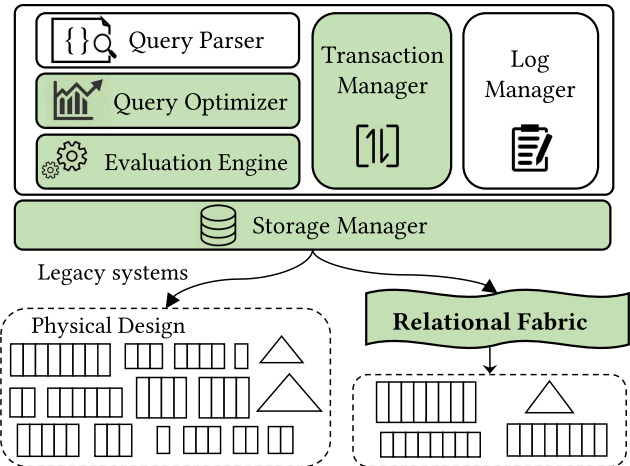 {} Query Parser
Query Optimizer
Evaluation Engine
Transaction
Manager
Log
Manager
Storage Manager
Legacy systems
Physical Design
Relational Fabric